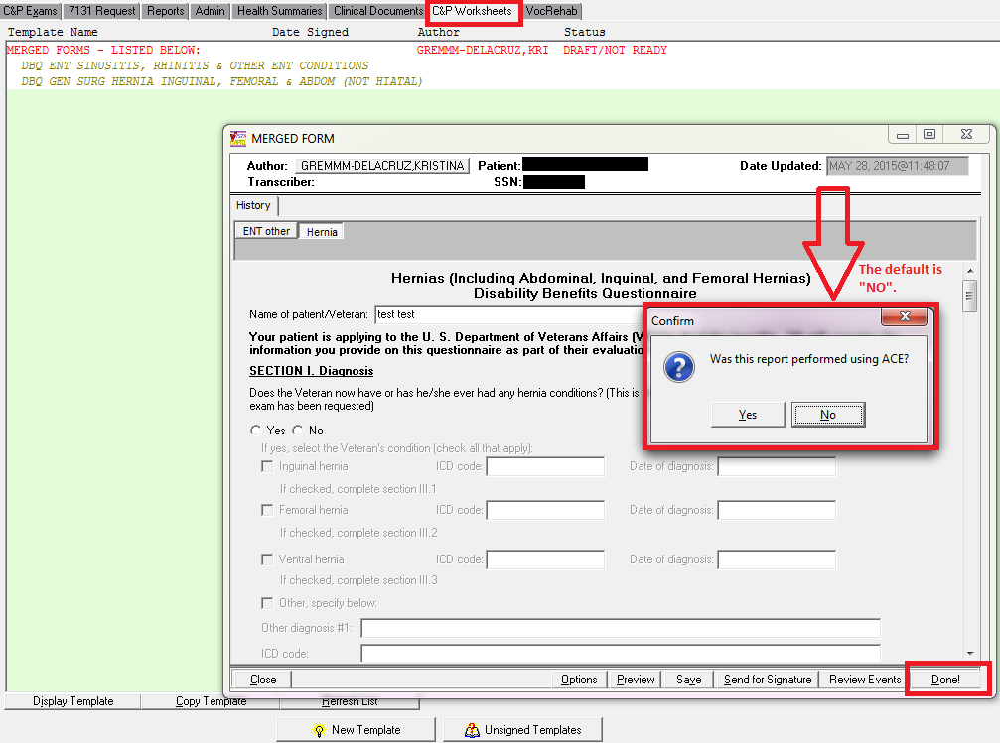 C&P Exams 7131 Request Reports Admin Health Summaries Clinical Documents C&P Worksheets VocRehab
Template Name Date Signed Author Status
MERGED FORMS - LISTED BELOW: GREMMM-DELACRUZ,KRI DRAFT/NOT READY
DBQ ENT SINUSITIS, RHINITIS & OTHER ENT CONDITIONS
DBQ GEN SURG HERNIA INGUINAL, FEMORAL & ABDOM (NOT HIATAL)
MERGED FORM
Author: GREMMM-DELACRUZ,KRISTINA Patient: Date Updated: MAY 28, 2015@11:48:07
Transcriber: SSN:
History
ENT other Hernia
The default is
"NO".
Hernias (Including Abdominal, Inguinal, and Femoral Hernias)
Disability Benefits Questionnaire
Name of patient/Veteran: test test
Your patient is applying to the U. S. Department of Veterans Affairs
information you provide on this questionnaire as part of their
SECTION I. Diagnosis
Does the Veteran now have or has he/she ever had any hernia conditions? (This is
exam has been requested)
Yes No
If yes, select the Veteran's condition (check all that apply):
Inguinal hernia ICD code: Date of diagnosis:
If checked, complete section III.1
Femoral hernia ICD code: Date of diagnosis:
If checked, complete section III.2
Ventral hernia ICD code: Date of diagnosis:
If checked, complete section III.3
Other, specify below:
Other diagnosis #1:
ICD code:
Confirm
Was this report performed using ACE?
Yes No
Close Options Preview Save Send for Signature Review Events Done!
Display Template Copy Template Refresh List
New Template Unsigned Templates